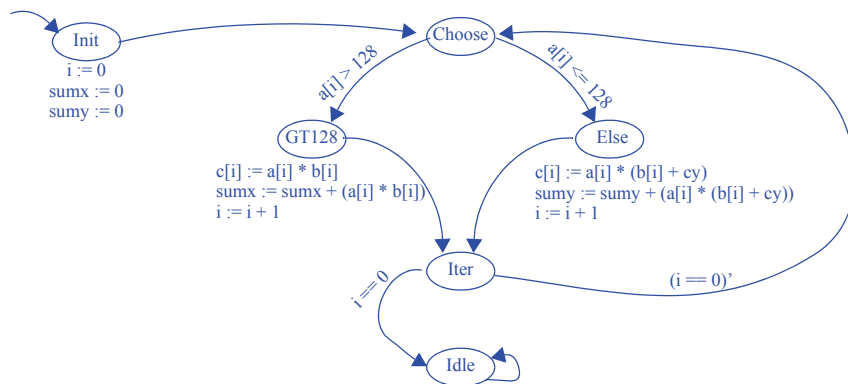 Init
i := 0
sumx := 0
sumy := 0
Choose
a[i] > 128
a[i] <= 128
GT128
c[i] := a[i] * b[i]
sumx := sumx + (a[i] * b[i])
i := i + 1
Else
c[i] := a[i] * (b[i] + cy)
sumy := sumy + (a[i] * (b[i] + cy))
i := i + 1
Iter
i == 0
(i == 0)’
Idle